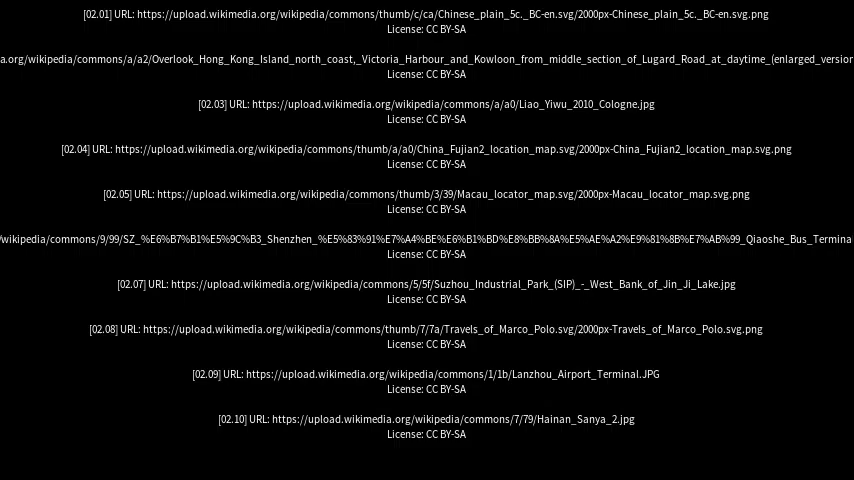 [02.01] URL: https://upload.wikimedia.org/wikipedia/commons/thumb/c/ca/Chinese_plain_5c._BC-en.svg/2000px-Chinese_plain_5c._BC-en.svg.png
License: CC BY-SA
a.org/wikipedia/commons/a/a2/Overlook_Hong_Kong_Island_north_coast,_Victoria_Harbour_and_Kowloon_from_middle_section_of_Lugard_Road_at_daytime_(enlarged_version
License: CC BY-SA
[02.03] URL: https://upload.wikimedia.org/wikipedia/commons/a/a0/Liao_Yiwu_2010_Cologne.jpg
License: CC BY-SA
[02.04] URL: https://upload.wikimedia.org/wikipedia/commons/thumb/a/a0/China_Fujian2_location_map.svg/2000px-China_Fujian2_location_map.svg.png
License: CC BY-SA
[02.05] URL: https://upload.wikimedia.org/wikipedia/commons/thumb/3/39/Macau_locator_map.svg/2000px-Macau_locator_map.svg.png
License: CC BY-SA
/wikipedia/commons/9/99/SZ_%E6%B7%B1%E5%9C%B3_Shenzhen_%E5%83%91%E7%A4%BE%E6%B1%BD%E8%BB%8A%E5%AE%A2%E9%81%8B%E7%AB%99_Qiaoshe_Bus_Termina
License: CC BY-SA
[02.07] URL: https://upload.wikimedia.org/wikipedia/commons/5/5f/Suzhou_Industrial_Park_(SIP)_-_West_Bank_of_Jin_Ji_Lake.jpg
License: CC BY-SA
[02.08] URL: https://upload.wikimedia.org/wikipedia/commons/thumb/7/7a/Travels_of_Marco_Polo.svg/2000px-Travels_of_Marco_Polo.svg.png
License: CC BY-SA
[02.09] URL: https://upload.wikimedia.org/wikipedia/commons/1/1b/Lanzhou_Airport_Terminal.JPG
License: CC BY-SA
[02.10] URL: https://upload.wikimedia.org/wikipedia/commons/7/79/Hainan_Sanya_2.jpg
License: CC BY-SA